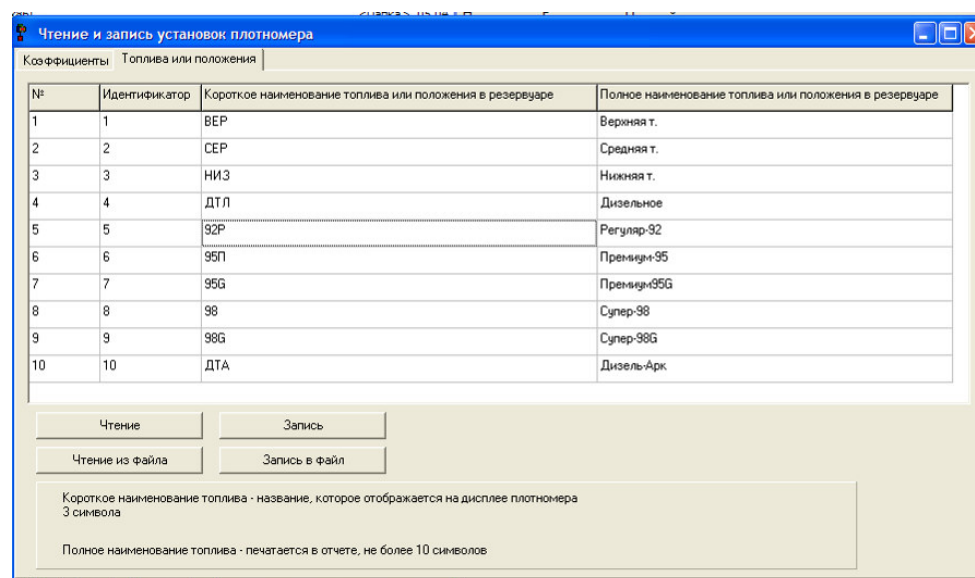 Чтение и запись установок плотномера
Коэффициенты Топлива или положения
№ Идентификатор Короткое наименование топлива или положения в резервуаре Полное наименование топлива или положения в резервуаре
1 1 ВЕР Верхняя т.
2 2 СЕР Средняя т.
3 3 НИЗ Нижняя т.
4 4 ДТЛ Дизельное
5 5 92Р Регуляр-92
6 6 95П Премиум-95
7 7 95G Премиум95G
8 8 98 Супер-98
9 9 98G Супер-98G
10 10 ДТА Дизель-Арк
Чтение Запись
Чтение из файла Запись в файл
Короткое наименование топлива - название, которое отображается на дисплее плотномера
3 символа
Полное наименование топлива - печатается в отчете, не более 10 символов